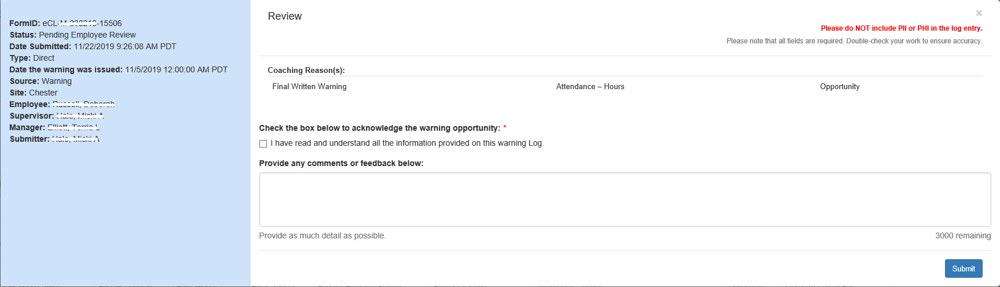 FormID: eCL- -15506
Status: Pending Employee Review
Date Submitted: 11/22/2019 9:26:08 AM PDT
Type: Direct
Date the warning was issued: 11/5/2019 12:00:00 AM PDT
Source: Warning
Site: Chester
Employee:
Supervisor:
Manager:
Submitter:
Review
×
Please do NOT include PII or PHI in the log entry.
Please note that all fields are required. Double-check your work to ensure accuracy.
Coaching Reason(s):
Final Written Warning Attendance – Hours Opportunity
Check the box below to acknowledge the warning opportunity: *
I have read and understand all the information provided on this warning Log.
Provide any comments or feedback below:
Provide as much detail as possible. 3000 remaining
Submit